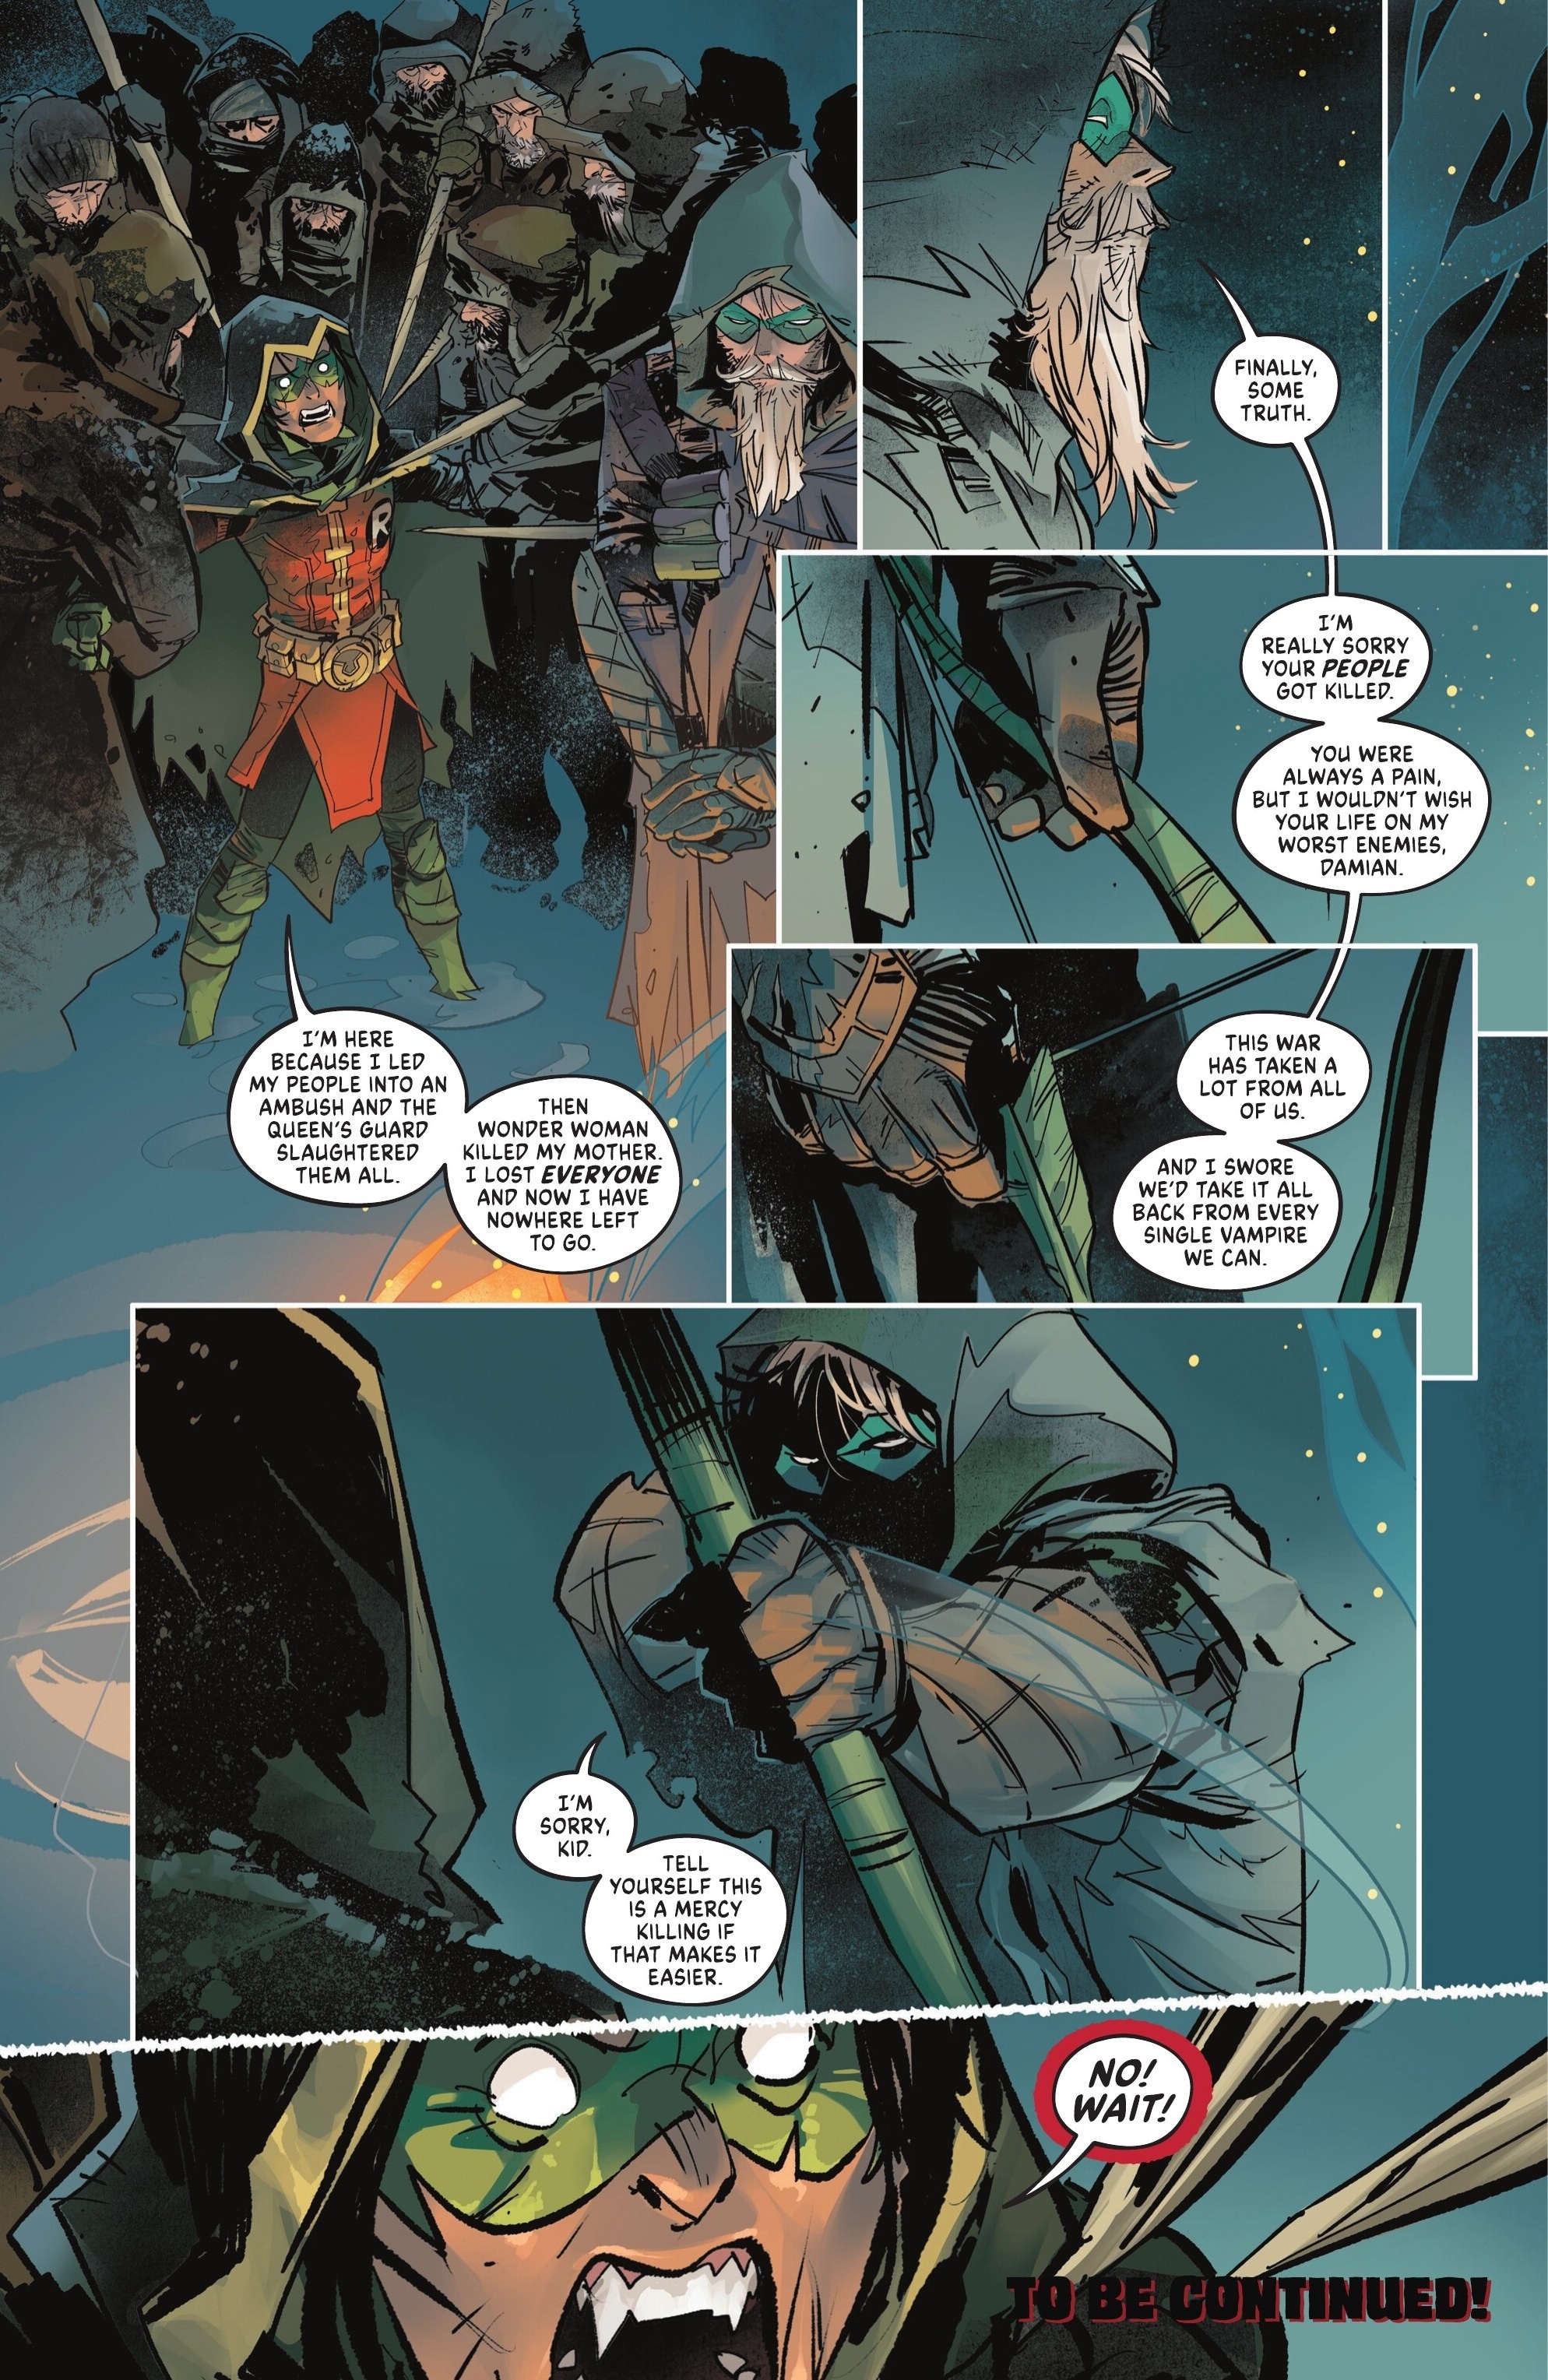 R
I'M HERE
BECAUSE I LED
MY PEOPLE INTO AN
AMBUSH AND THE
QUEEN'S GUARD
SLAUGHTERED
THEM ALL.
THEN
WONDER WOMAN
KILLED MY MOTHER.
I LOST EVERYONE
AND NOW I HAVE
NOWHERE LEFT
TO GO.
FINALLY,
SOME
TRUTH.
I'M
REALLY SORRY
YOUR PEOPLE
GOT KILLED.
YOU WERE
ALWAYS A PAIN,
BUT I WOULDN'T WISH
YOUR LIFE ON MY
WORST ENEMIES,
DAMIAN.
THIS WAR
HAS TAKEN A
LOT FROM ALL
OF US.
AND I SWORE
WE'D TAKE IT ALL
BACK FROM EVERY
SINGLE VAMPIRE
WE CAN.
I'M
SORRY,
KID.
TELL
YOURSELF THIS
IS A MERCY
KILLING IF
THAT MAKES IT
EASIER.
NO!
WAIT!
TO BE CONTINUED!